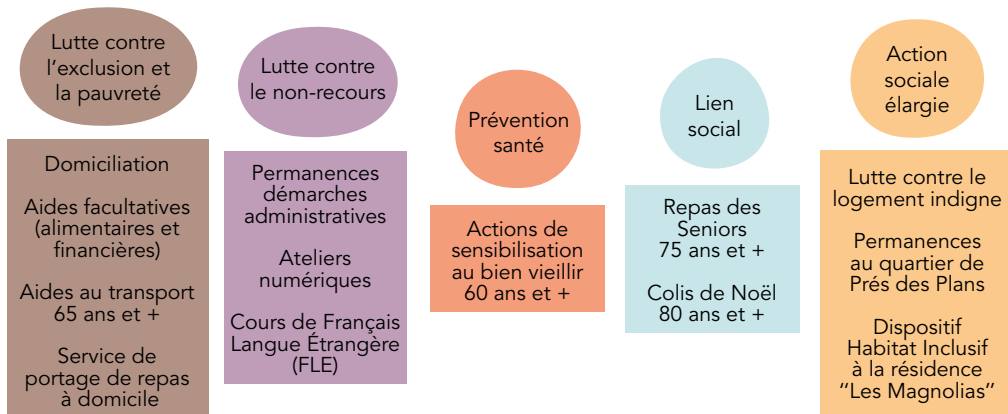 Lutte contre
l'exclusion et
la pauvreté
Domiciliation
Aides facultatives
(alimentaires et
financières)
Aides au transport
65 ans et +
Service de
portage de repas
à domicile
Lutte contre
le non-recours
Permanences
démarches
administratives
Ateliers
numériques
Cours de Français
Langue Étrangère
(FLE)
Prévention
santé
Actions de
sensibilisation
au bien vieillir
60 ans et +
Lien
social
Repas des
Seniors
75 ans et +
Colis de Noël
80 ans et +
Action
sociale
élargie
Lutte contre le
logement indigne
Permanences
au quartier de
Prés des Plans
Dispositif
Habitat Inclusif
à la résidence
"Les Magnolias"